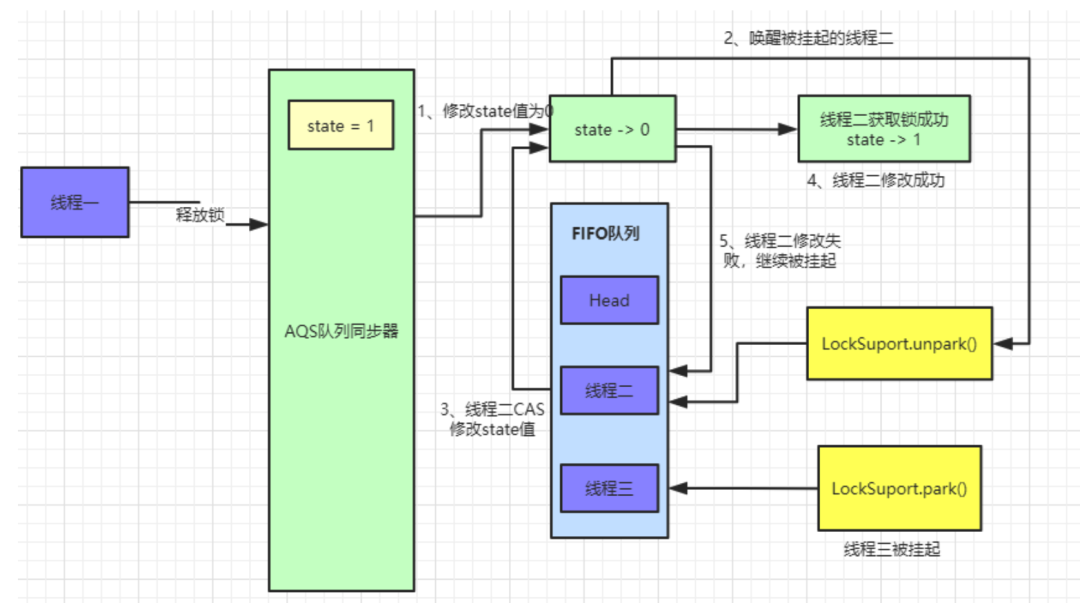 2、唤醒被挂起的线程二
state = 1
1、修改state值为0
state -> 0
线程二获取锁成功
state -> 1
4、线程二修改成功
线程一
释放锁
FIFO队列
5、线程二修改失
败，继续被挂起
Head
AQS队列同步器
LockSuport.unpark()
线程二
3、线程二CAS
修改state值
线程三
LockSuport.park()
线程三被挂起